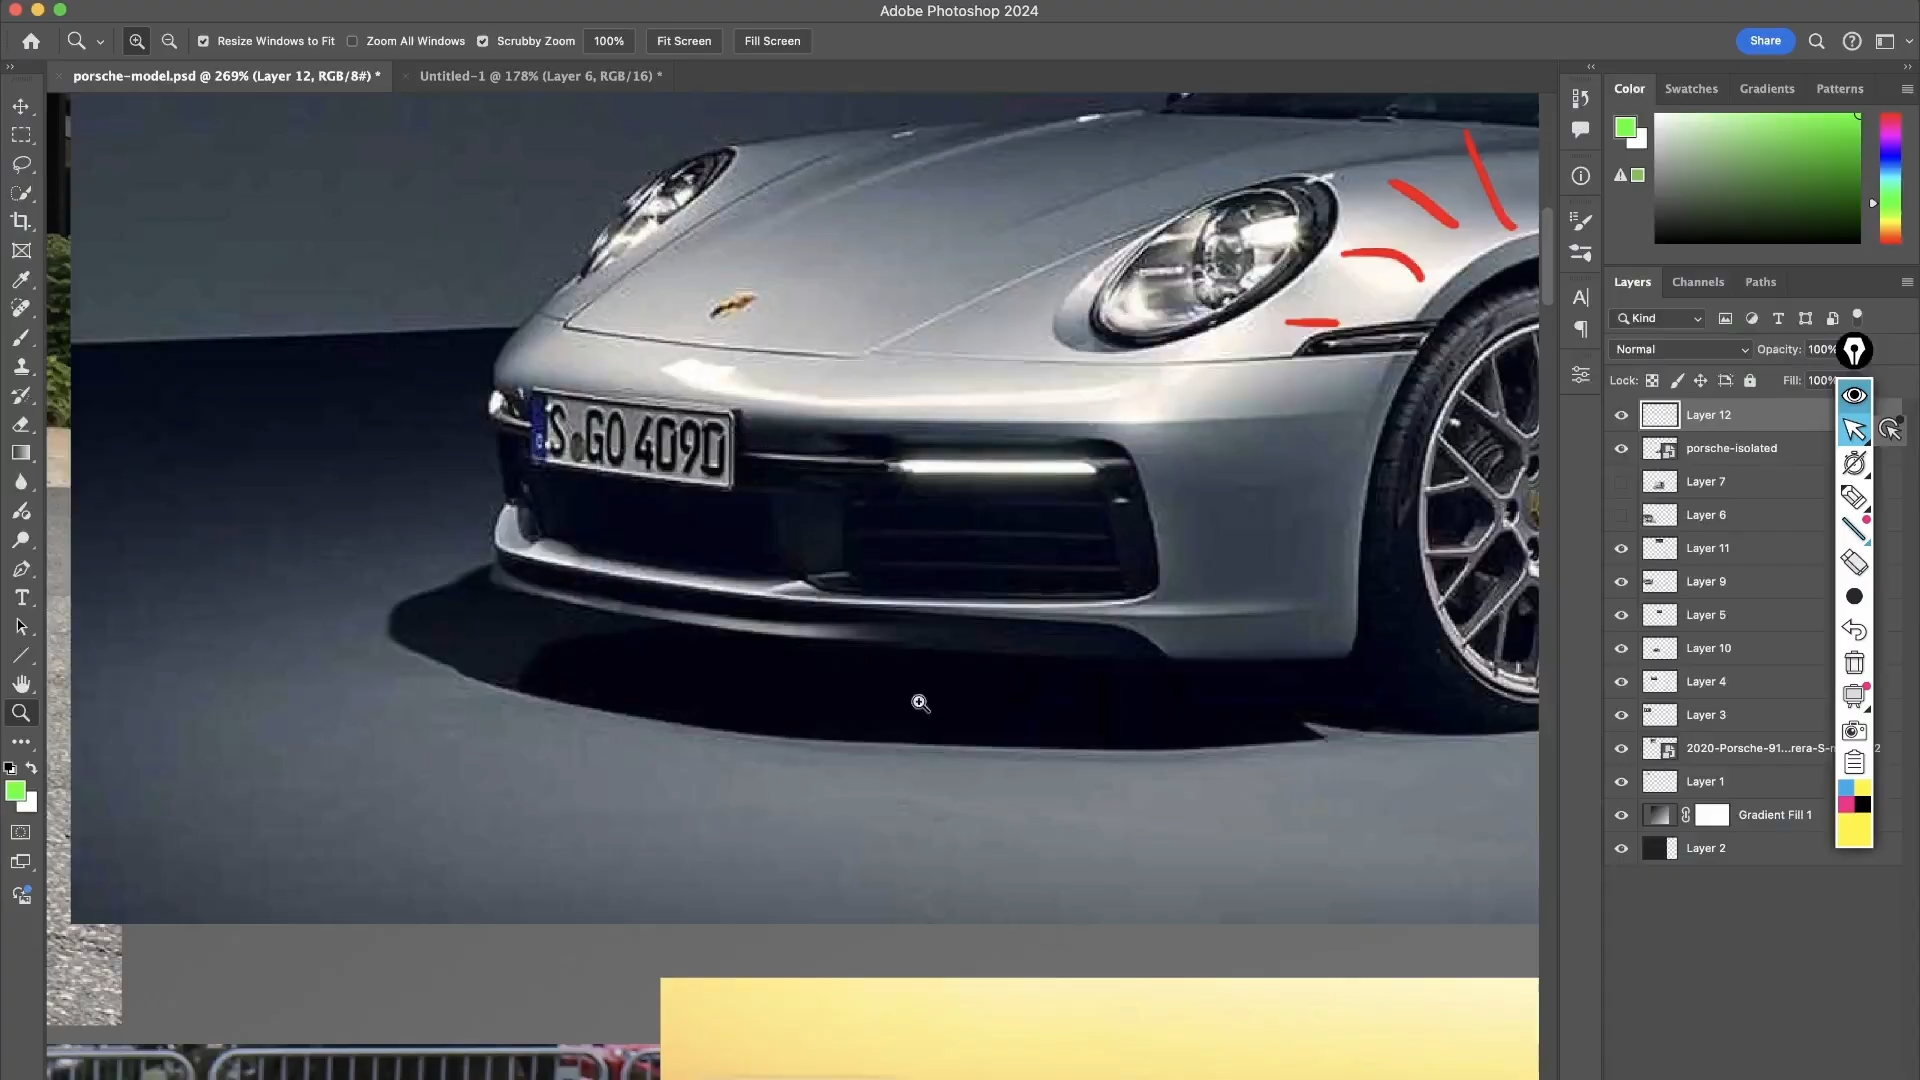 Adobe Photoshop 2024
Resize Windows to Fit
Zoom All Windows
Scrubby Zoom
100%
Fit Screen
Fill Screen
Share
porsche-model.psd @ 269% (Layer 12, RGB/8#) *
Untitled-1 @ 178% (Layer 6, RGB/16) *
Color
Swatches
Gradients
Patterns
Layers
Channels
Paths
Kind
Normal
Opacity: 100%
Lock:
Fill: 100%
Layer 12
porsche-isolated
Layer 7
Layer 6
Layer 11
Layer 9
Layer 5
Layer 10
Layer 4
Layer 3
2020-Porsche-91...rera-S-
Layer 1
Gradient Fill 1
Layer 2
S GO 4090